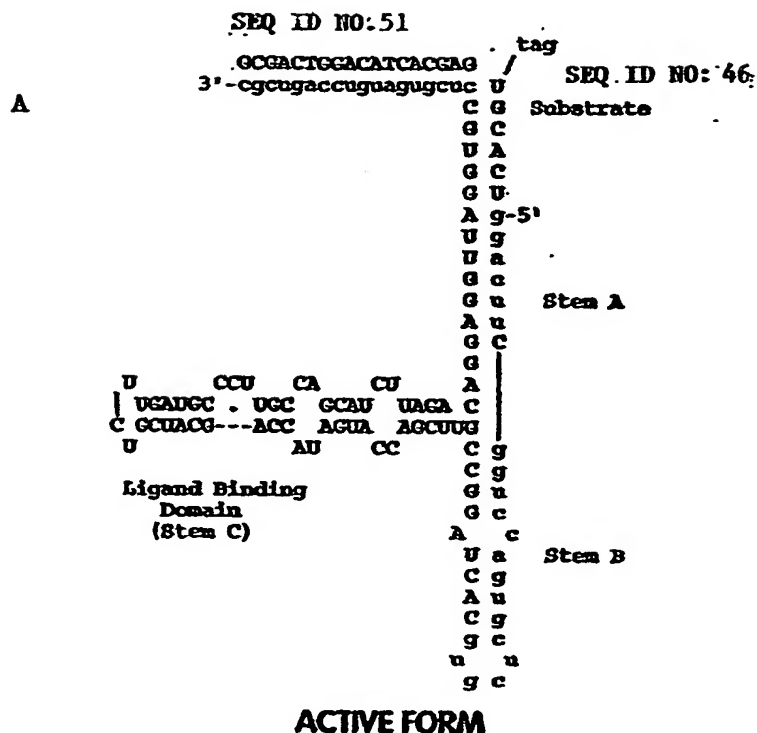 SEQ ID NO:51
tag
GCGACTGGACATCACGAG
SEQ ID NO: 46
3'-cgcugaccuguagugcuc U
A
C G Substrate
G C
U A
G C
G U
A g-5'
U g
U a
G c
G u Stem A
A u
G C
G
U CCU CA CU A
UGAUGC . UGC GCAU UAGA C
C GCUACG---ACC AGUA AGCUUG
U AU CC C g
C g
Ligand Binding
G u
Domain
G c
(Stem C)
A c
U a Stem B
C g
A u
C g
g c
u u
g c
ACTIVE FORM